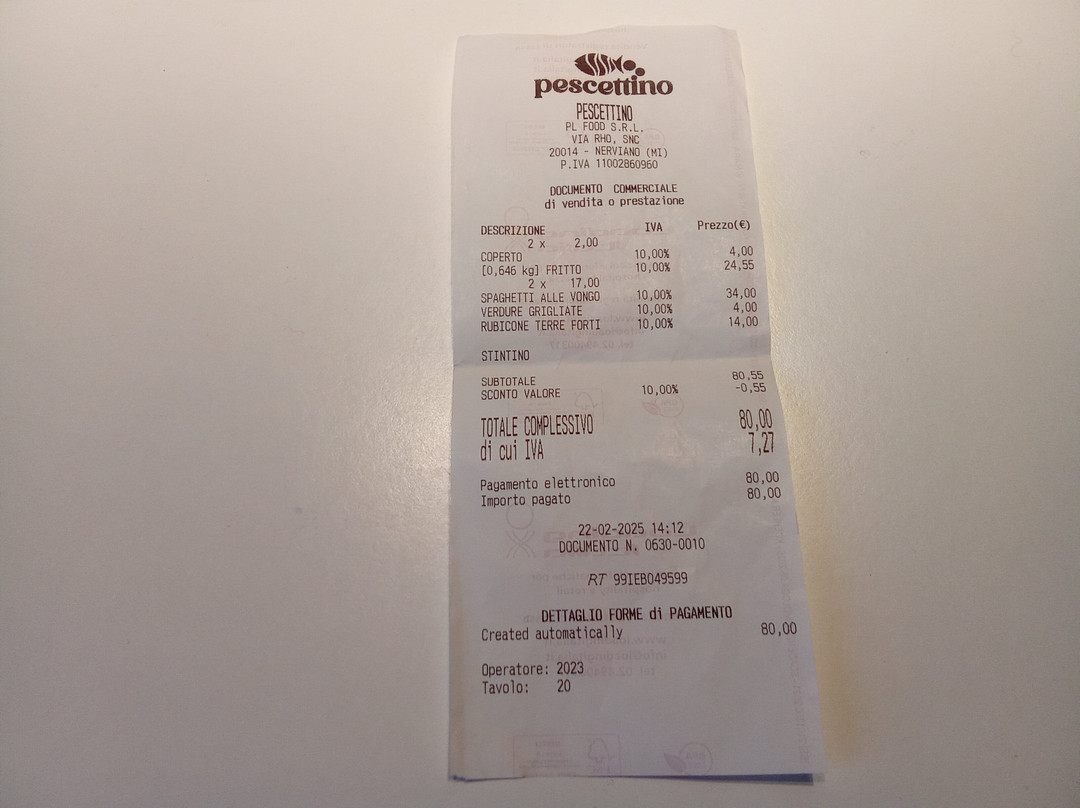 pescettino
PESCETTINO
PL FOOD S.R.L.
VIA RHO, SNC
20014 - NERVIANO (MI)
P.IVA 11002860960
DOCUMENTO COMMERCIALE
di vendita o prestazione
DESCRIZIONE IVA Prezzo(€)
2 x 2,00
COPERTO 10,00% 4,00
[0,646 kg] FRITTO 10,00% 24,55
2 x 17,00
SPAGHETTI ALLE VONGO 10,00% 34,00
VERDURE GRIGLIATE 10,00% 4,00
RUBICONE TERRE FORTI 10,00% 14,00
STINTINO
SUBTOTALE 80,55
SCONTO VALORE 10,00% -0,55
TOTALE COMPLESSIVO 80,00
di cui IVA 7,27
Pagamento elettronico 80,00
Importo pagato 80,00
22-02-2025 14:12
DOCUMENTO N. 0630-0010
RT 99IEB049599
DETTAGLIO FORME di PAGAMENTO
Created automatically 80,00
Operatore: 2023
Tavolo: 20